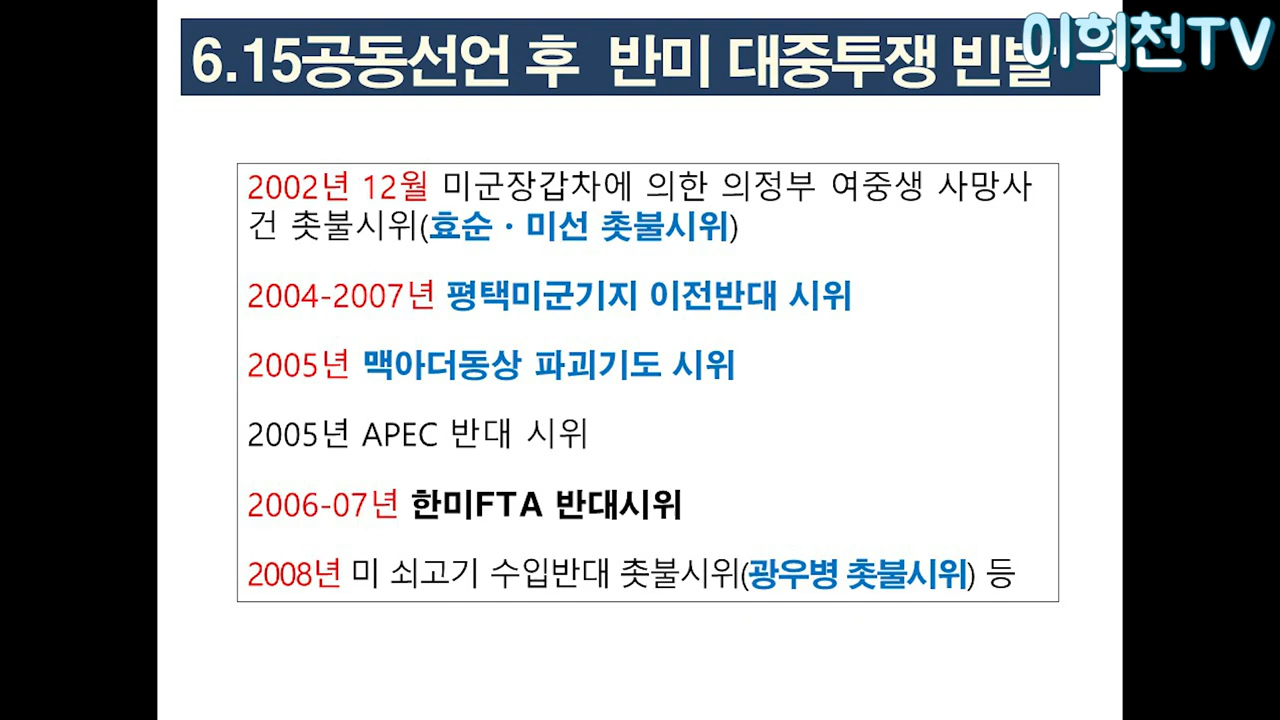 6.15공동선언 후 반미 대중투쟁 빈발
이희천TV
2002년 12월 미군장갑차에 의한 의정부 여중생 사망사
건 촛불시위(효순·미선 촛불시위)
2004-2007년 평택미군기지 이전반대 시위
2005년 맥아더동상 파괴기도 시위
2005년 APEC 반대 시위
2006-07년 한미FTA 반대시위
2008년 미 쇠고기 수입반대 촛불시위(광우병 촛불시위) 등